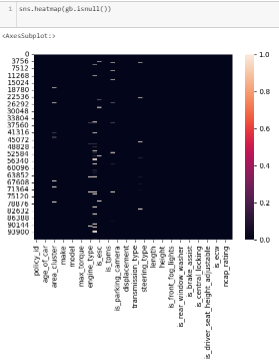 1 sns.heatmap(gb.isnull())
<AxesSubplot:>
0
3756
7512
11268
15024
18780
22536
26292
30048
33804
37560
41316
45072
48828
52584
56340
60096
63852
67608
71364
75120
78876
82632
86388
90144
93900
1.0
0.8
0.6
0.4
0.2
0.0
policy_id
age_of_car
area_cluster
make
model
max_torque
engine_type
is_esc
is_tpms
is_parking_camera
displacement
transmission_type
steering_type
length
height
is_front_fog_lights
is_rear_window_washer
is_brake_assist
is_central_locking
is_driver_seat_height_adjustable
is_ecw
ncap_rating